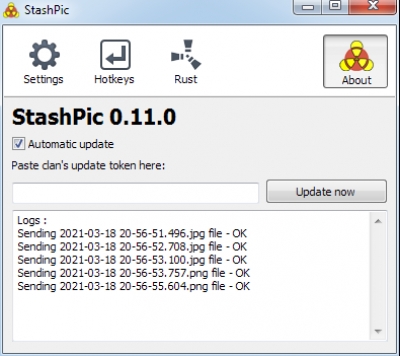 StashPic
Settings
Hotkeys
Rust
About
StashPic 0.11.0
Automatic update
Paste clan's update token here:
Update now
Logs :
Sending 2021-03-18 20-56-51.496.jpg file - OK
Sending 2021-03-18 20-56-52.708.jpg file - OK
Sending 2021-03-18 20-56-53.100.jpg file - OK
Sending 2021-03-18 20-56-53.757.png file - OK
Sending 2021-03-18 20-56-55.604.png file - OK